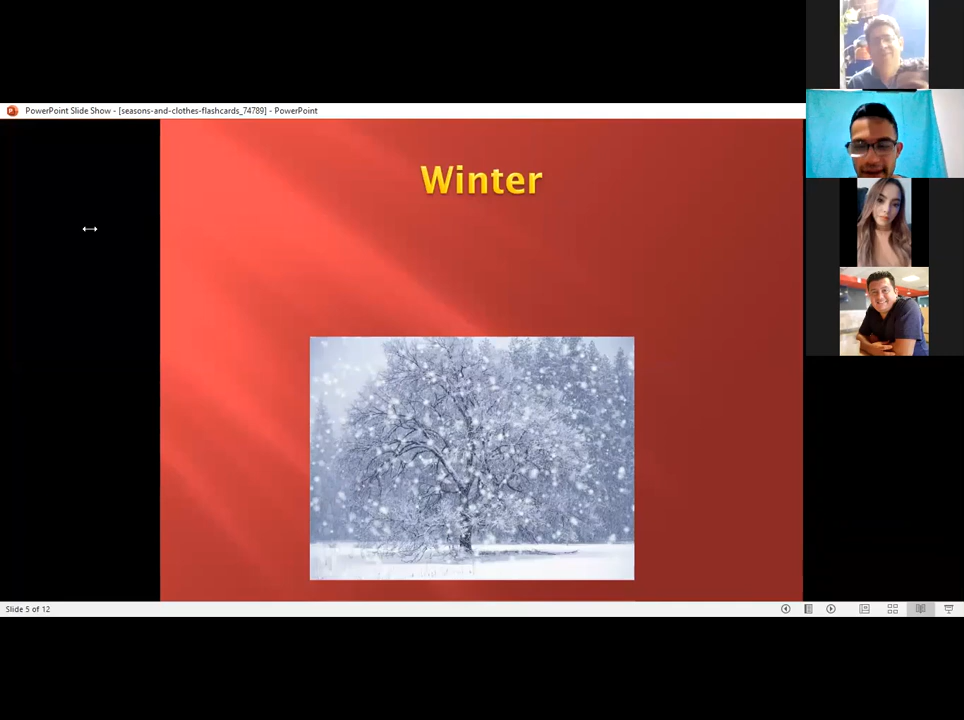 PowerPoint Slide Show - [seasons-and-clothes-flashcards_74789] - PowerPoint
Winter
Slide 5 of 12